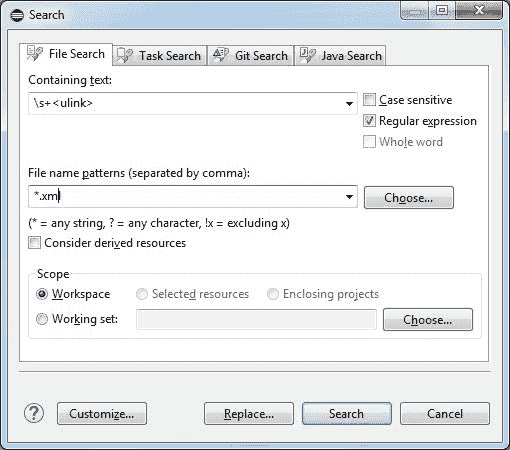 Search
File Search Task Search Git Search Java Search
Containing text:
\s+<ulink>
Case sensitive
Regular expression
Whole word
File name patterns (separated by comma):
*.xml
Choose...
(* = any string, ? = any character, !x = excluding x)
Consider derived resources
Scope
Workspace Selected resources Enclosing projects
Working set: Choose...
? Customize... Replace... Search Cancel